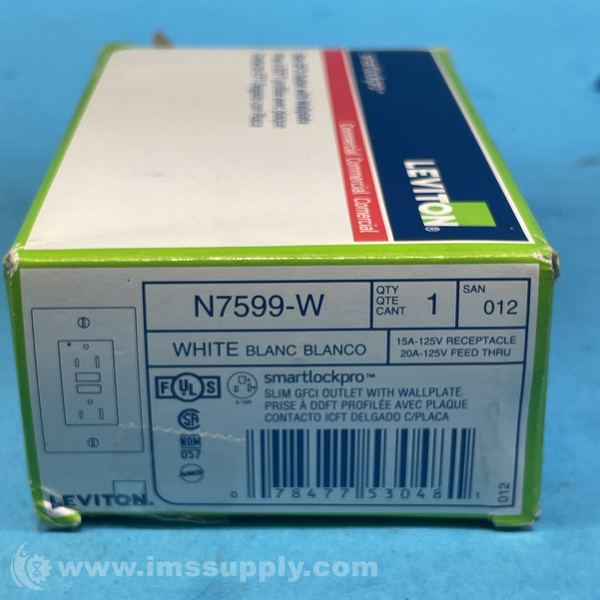 smartlockpro
Commercial Commercial Comercial
LEVITON®
N7599-W
QTY
QTE
CANT
1
SAN
012
WHITE BLANC BLANCO
15A-125V RECEPTACLE
20A-125V FEED THRU
smartlockpro™
SLIM GFCI OUTLET WITH WALLPLATE
PRISE À DDFT PROFILÉE AVEC PLAQUE
CONTACTO ICFT DELGADO C/PLACA
F UL S
NOM
057
LEVITON.
0 78477 53048 1
012
www.imssupply.com